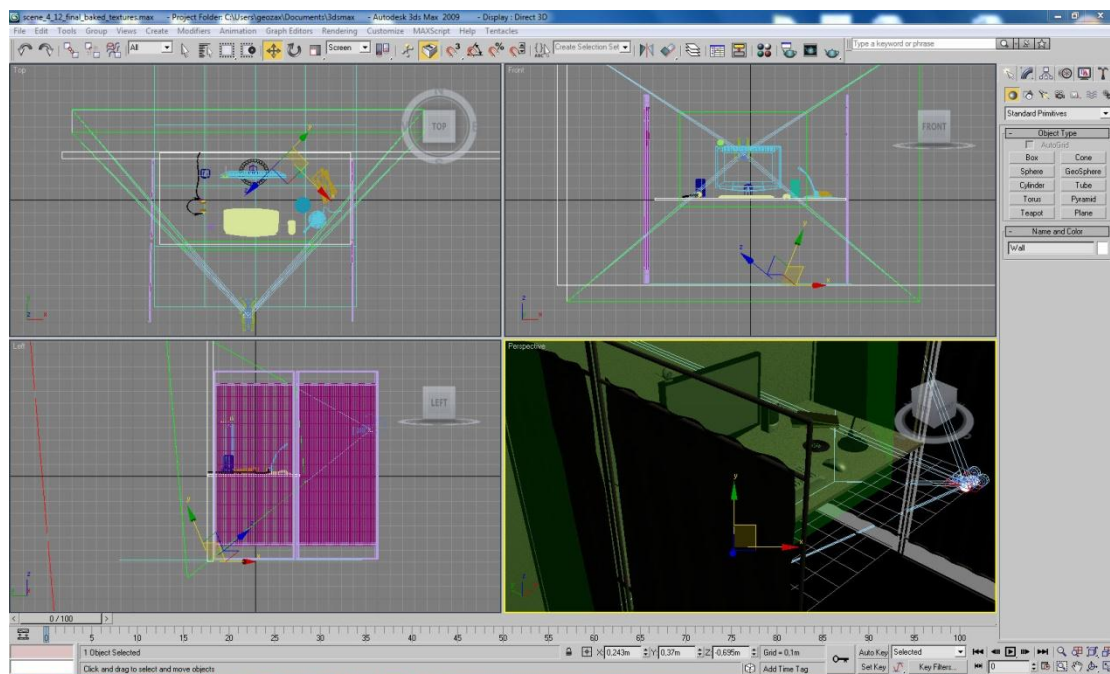 scene_4_12_final_baked_textures.max - Project Folder: C:\Users\geozax\Documents\3dsmax - Autodesk 3ds Max 2009 - Display : Direct 3D
File Edit Tools Group Views Create Modifiers Animation Graph Editors Rendering Customize MAXScript Help Tentacles
All
Screen
Create Selection Set
Type a keyword or phrase
Top
TOP
Front
FRONT
Standard Primitives
- Object Type
AutoGrid
Box Cone
Sphere GeoSphere
Cylinder Tube
Torus Pyramid
Teapot Plane
- Name and Color
Wall
Left
LEFT
Perspective
0 / 100
0 5 10 15 20 25 30 35 40 45 50 55 60 65 70 75 80 85 90 95 100
1 Object Selected
X: 0,243m Y: 0,37m Z: -0,695m Grid = 0,1m
Auto Key Selected
Click and drag to select and move objects
Add Time Tag
Set Key Key Filters... 0